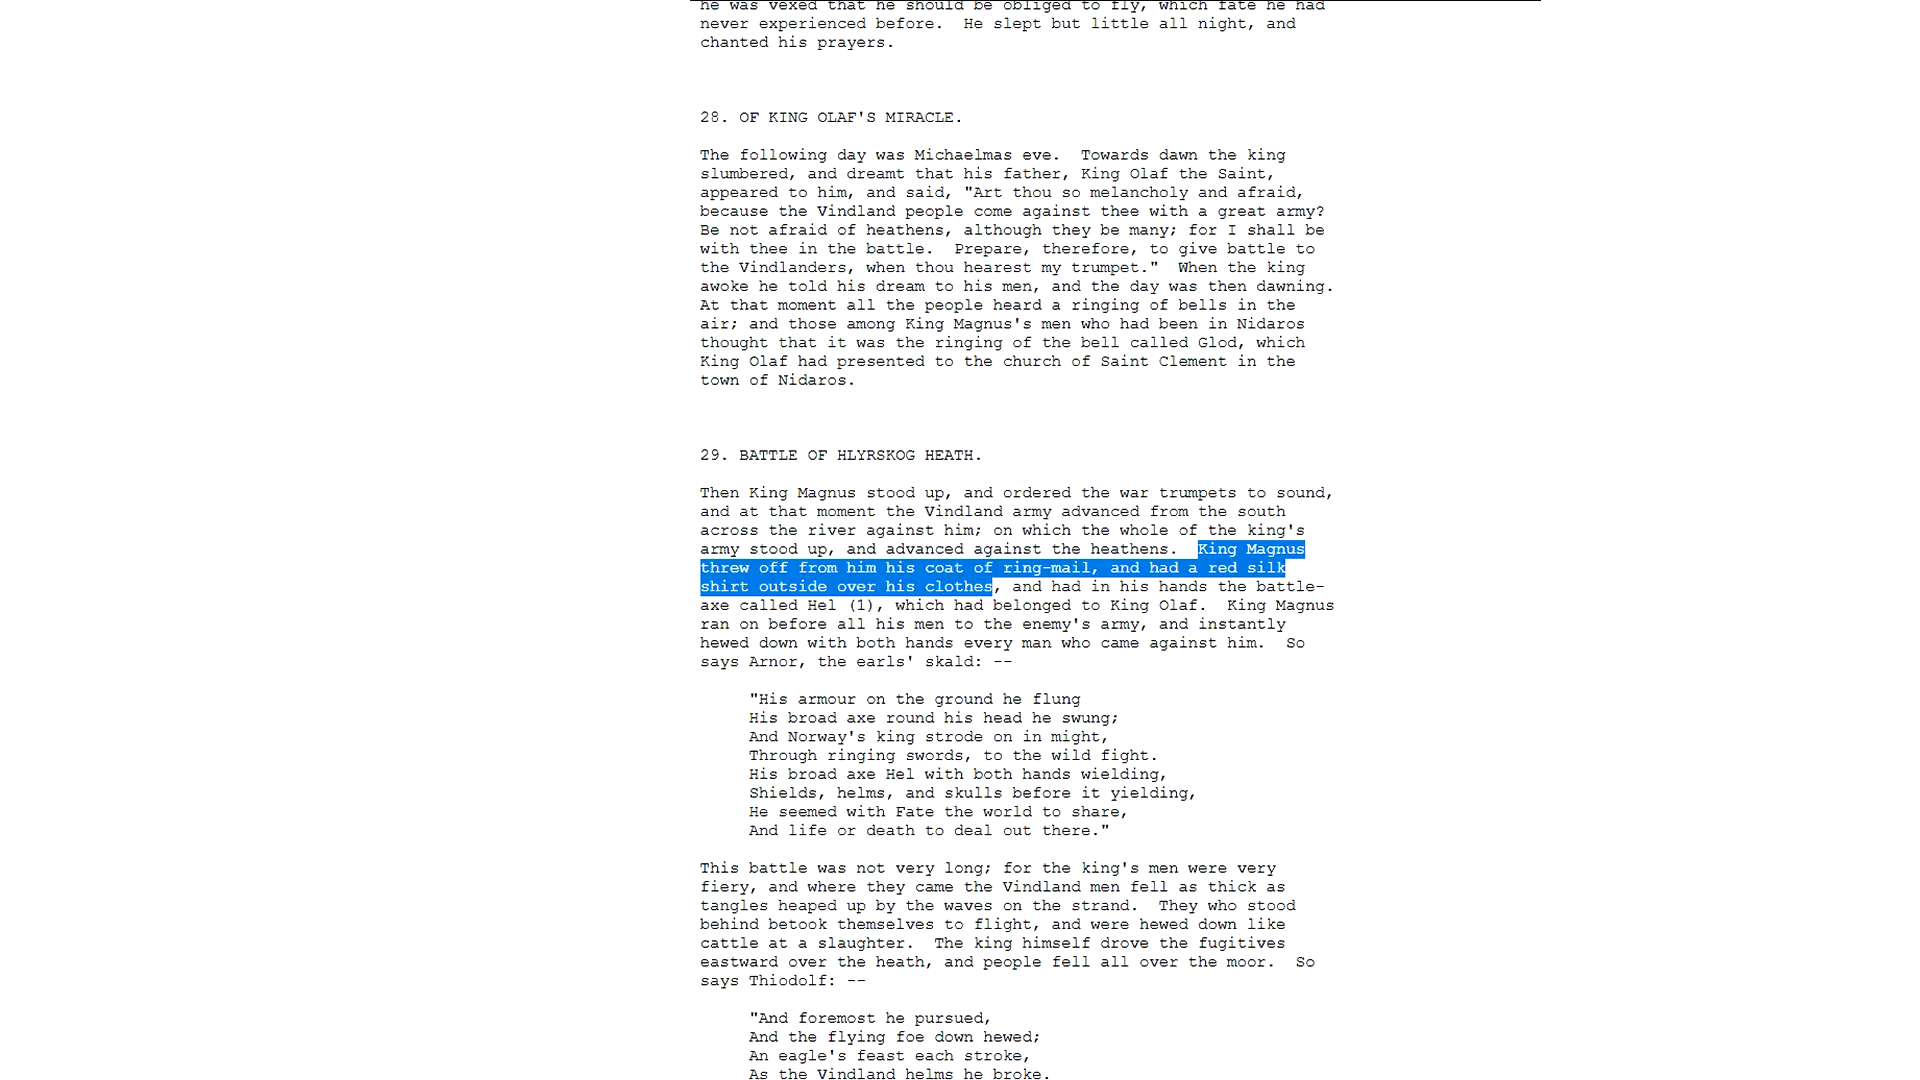 he was vexed that he should be obliged to fly, which fate he had
never experienced before.  He slept but little all night, and
chanted his prayers.
28. OF KING OLAF'S MIRACLE.
The following day was Michaelmas eve.  Towards dawn the king
slumbered, and dreamt that his father, King Olaf the Saint,
appeared to him, and said, "Art thou so melancholy and afraid,
because the Vindland people come against thee with a great army?
Be not afraid of heathens, although they be many; for I shall be
with thee in the battle.  Prepare, therefore, to give battle to
the Vindlanders, when thou hearest my trumpet."  When the king
awoke he told his dream to his men, and the day was then dawning.
At that moment all the people heard a ringing of bells in the
air; and those among King Magnus's men who had been in Nidaros
thought that it was the ringing of the bell called Glod, which
King Olaf had presented to the church of Saint Clement in the
town of Nidaros.
29. BATTLE OF HLYRSKOG HEATH.
Then King Magnus stood up, and ordered the war trumpets to sound,
and at that moment the Vindland army advanced from the south
across the river against him; on which the whole of the king's
army stood up, and advanced against the heathens.  King Magnus
threw off from him his coat of ring-mail, and had a red silk
shirt outside over his clothes, and had in his hands the battle-
axe called Hel (1), which had belonged to King Olaf.  King Magnus
ran on before all his men to the enemy's army, and instantly
hewed down with both hands every man who came against him.  So
says Arnor, the earls' skald: --
"His armour on the ground he flung
His broad axe round his head he swung;
And Norway's king strode on in might,
Through ringing swords, to the wild fight.
His broad axe Hel with both hands wielding,
Shields, helms, and skulls before it yielding,
He seemed with Fate the world to share,
And life or death to deal out there."
This battle was not very long; for the king's men were very
fiery, and where they came the Vindland men fell as thick as
tangles heaped up by the waves on the strand.  They who stood
behind betook themselves to flight, and were hewed down like
cattle at a slaughter.  The king himself drove the fugitives
eastward over the heath, and people fell all over the moor.  So
says Thiodolf: --
"And foremost he pursued,
And the flying foe down hewed;
An eagle's feast each stroke,
As the Vindland helms he broke.